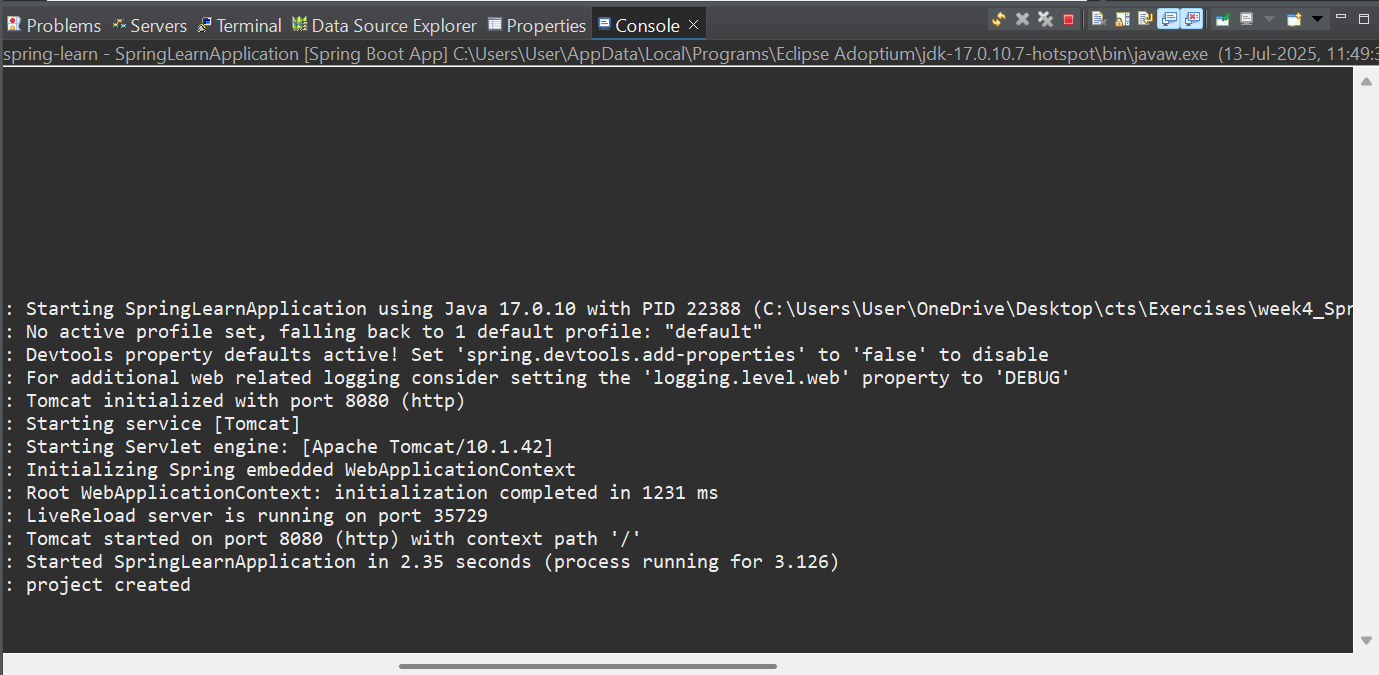 Problems Servers Terminal Data Source Explorer Properties Console
spring-learn - SpringLearnApplication [Spring Boot App] C:\Users\User\AppData\Local\Programs\Eclipse Adoptium\jdk-17.0.10.7-hotspot\bin\javaw.exe (13-Jul-2025, 11:49:
: Starting SpringLearnApplication using Java 17.0.10 with PID 22388 (C:\Users\User\OneDrive\Desktop\cts\Exercises\week4_Spr
: No active profile set, falling back to 1 default profile: "default"
: Devtools property defaults active! Set 'spring.devtools.add-properties' to 'false' to disable
: For additional web related logging consider setting the 'logging.level.web' property to 'DEBUG'
: Tomcat initialized with port 8080 (http)
: Starting service [Tomcat]
: Starting Servlet engine: [Apache Tomcat/10.1.42]
: Initializing Spring embedded WebApplicationContext
: Root WebApplicationContext: initialization completed in 1231 ms
: LiveReload server is running on port 35729
: Tomcat started on port 8080 (http) with context path '/'
: Started SpringLearnApplication in 2.35 seconds (process running for 3.126)
: project created